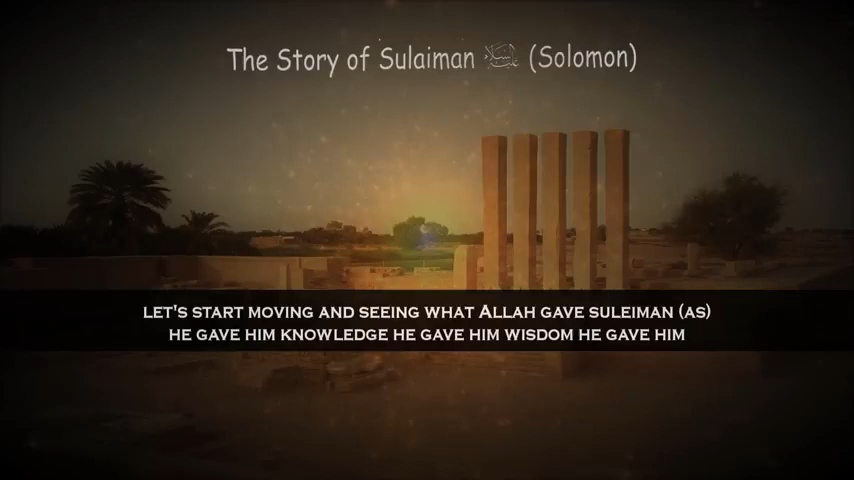 The Story of Sulaiman (Solomon)
LET'S START MOVING AND SEEING WHAT ALLAH GAVE SULEIMAN (AS)
HE GAVE HIM KNOWLEDGE HE GAVE HIM WISDOM HE GAVE HIM